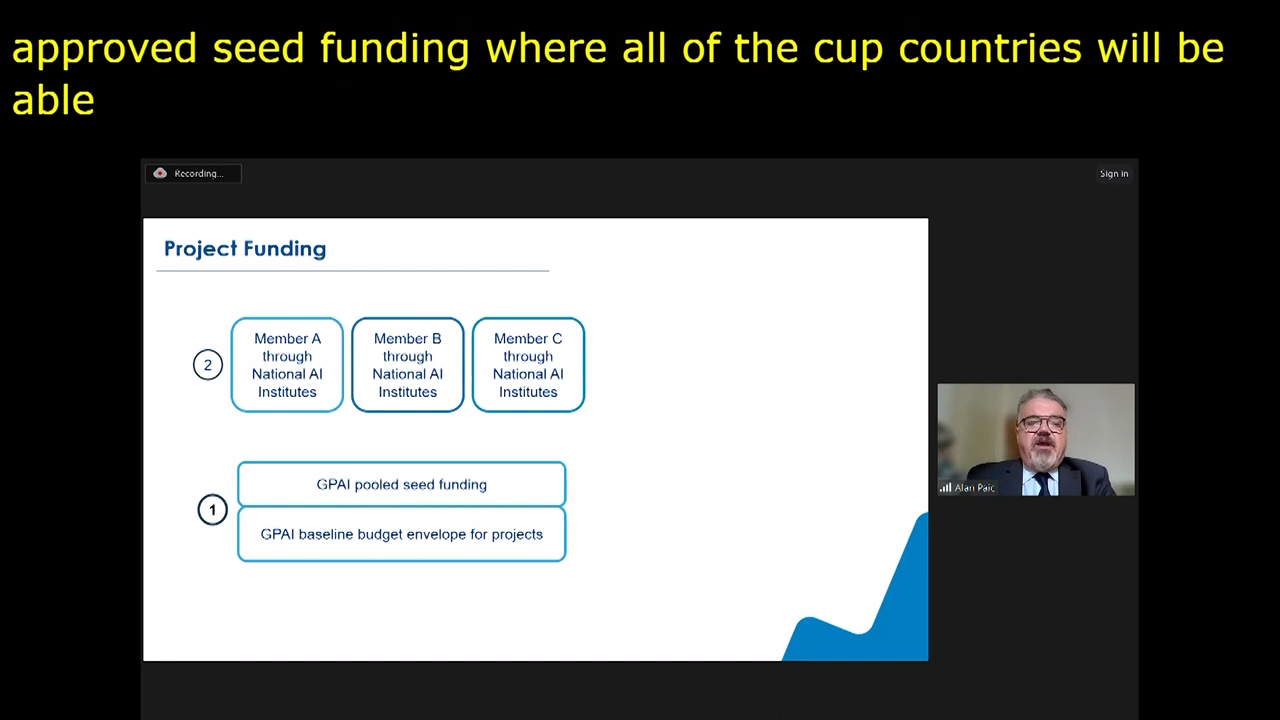 approved seed funding where all of the cup countries will be
able
Recording...
Sign in
Project Funding
2
Member A
through
National AI
Institutes
Member B
through
National AI
Institutes
Member C
through
National AI
Institutes
1
GPAI pooled seed funding
GPAI baseline budget envelope for projects
Alan Paic